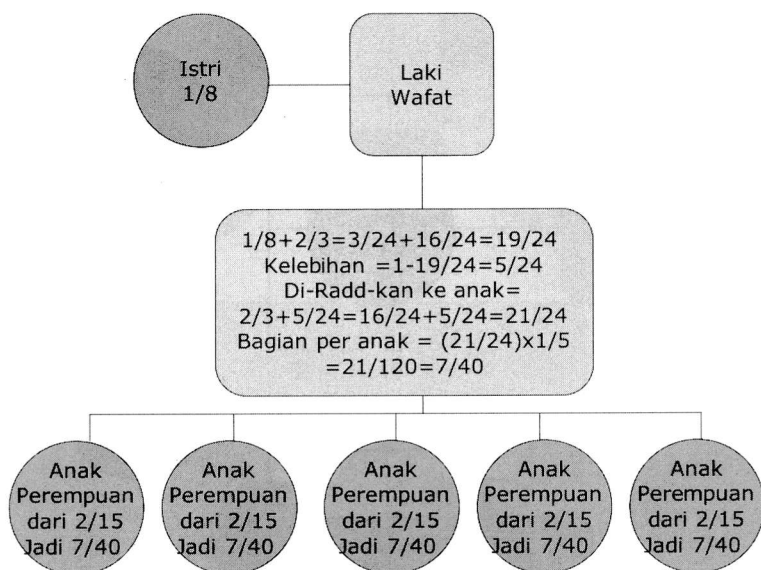 Istri
1/8
Laki
Wafat
1/8+2/3=3/24+16/24=19/24
Kelebihan =1-19/24=5/24
Di-Radd-kan ke anak=
2/3+5/24=16/24+5/24=21/24
Bagian per anak = (21/24)x1/5
=21/120=7/40
Anak
Perempuan
dari 2/15
Jadi 7/40
Anak
Perempuan
dari 2/15
Jadi 7/40
Anak
Perempuan
dari 2/15
Jadi 7/40
Anak
Perempuan
dari 2/15
Jadi 7/40
Anak
Perempuan
dari 2/15
Jadi 7/40